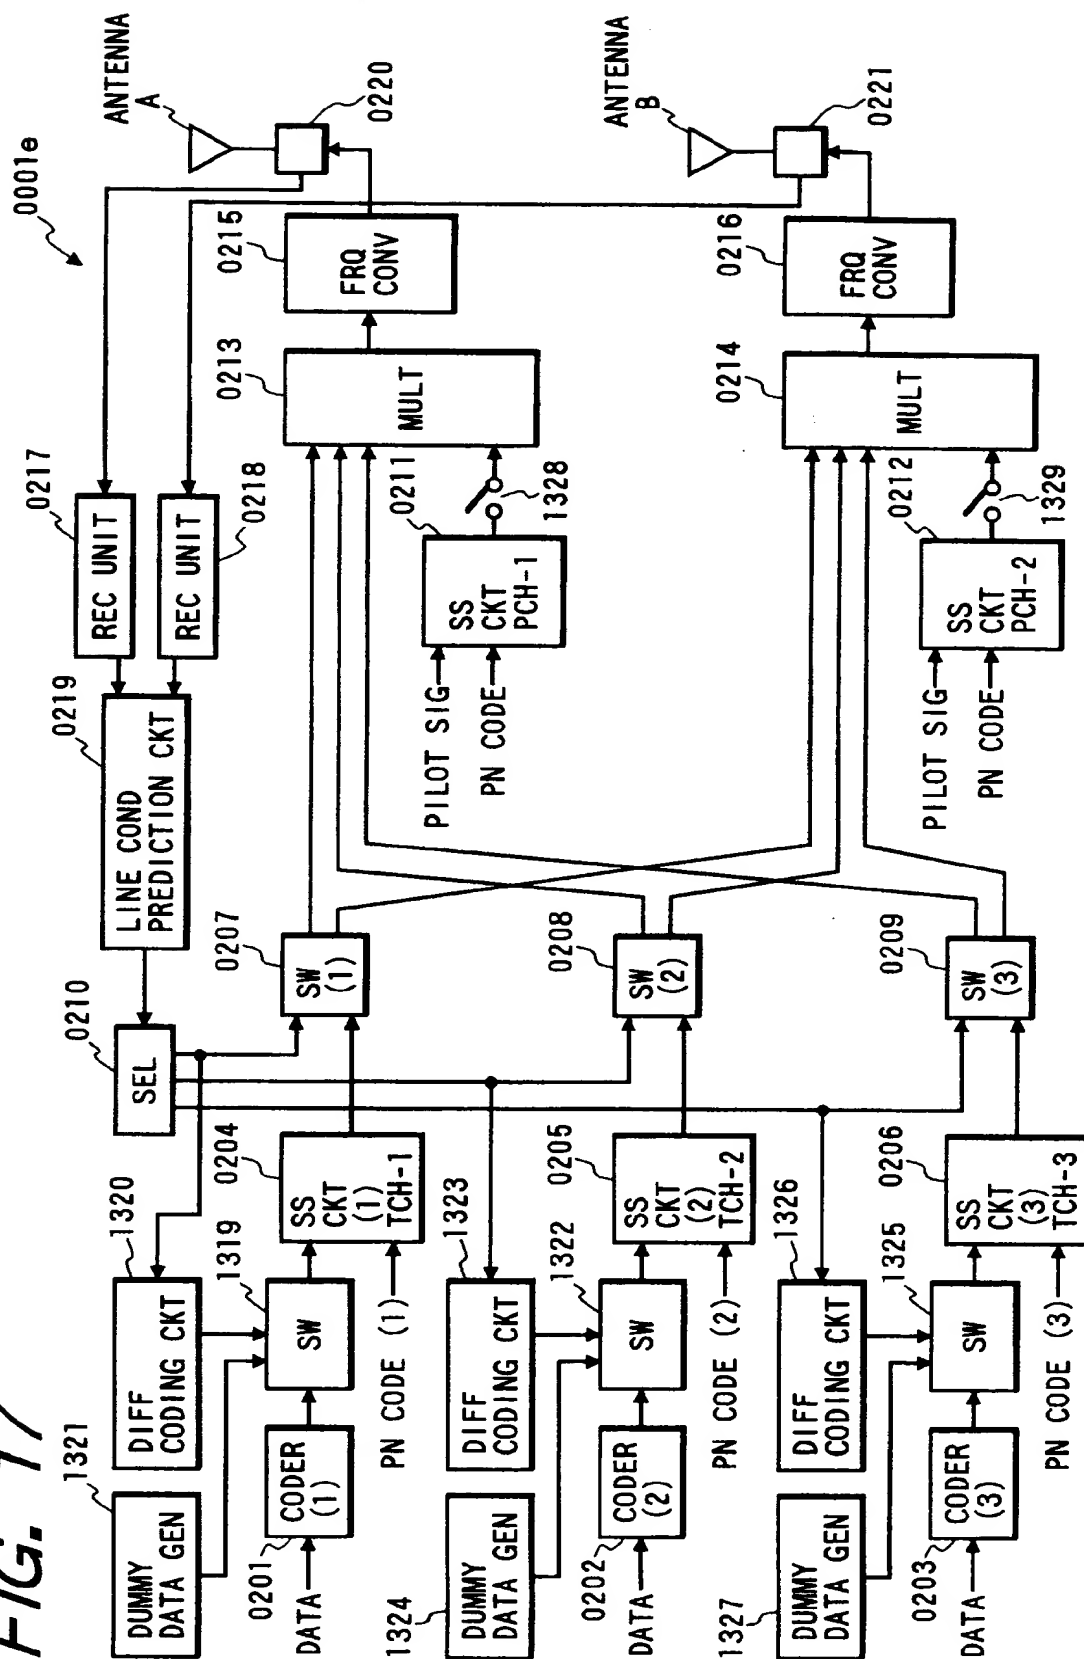 FIG. 17
0001e
1321
DUMMY
DATA GEN
1320
DIFF
CODING CKT
0210
SEL
0219
LINE COND
PREDICTION CKT
0217
REC UNIT
REC UNIT
0218
ANTENNA
A
0220
0201
DATA
CODER
(1)
1319
SW
PN CODE (1)
0204
SS
CKT
(1)
TCH-1
0207
SW
(1)
0213
MULT
0215
FRQ
CONV
PILOT SIG
PN CODE
0211
SS
CKT
PCH-1
1328
1324
DUMMY
DATA GEN
1323
DIFF
CODING CKT
0202
DATA
CODER
(2)
1322
SW
PN CODE (2)
0205
SS
CKT
(2)
TCH-2
0208
SW
(2)
ANTENNA
B
0221
1327
DUMMY
DATA GEN
1326
DIFF
CODING CKT
0203
DATA
CODER
(3)
1325
SW
PN CODE (3)
0206
SS
CKT
(3)
TCH-3
0209
SW
(3)
0214
MULT
0216
FRQ
CONV
PILOT SIG
PN CODE
0212
SS
CKT
PCH-2
1329